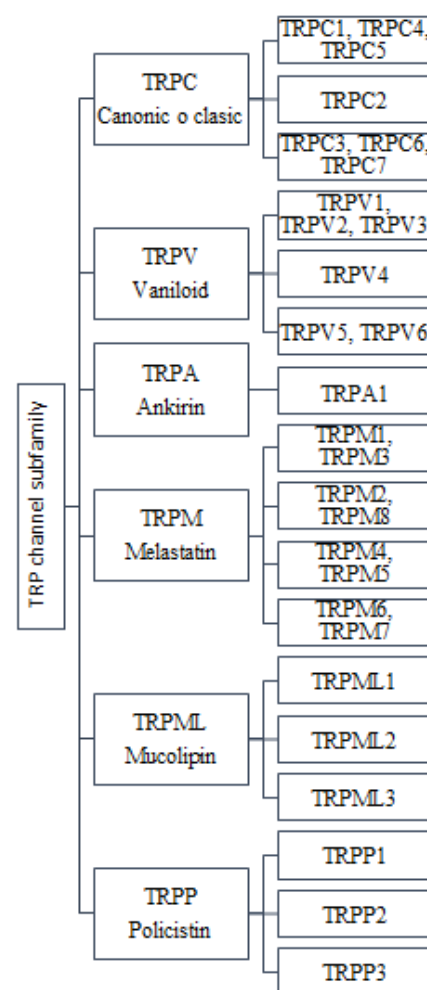 TRP channel subfamily
TRPC
Canonic o clasic
TRPC1, TRPC4,
TRPC5
TRPC2
TRPC3, TRPC6,
TRPC7
TRPV
Vaniloid
TRPV1,
TRPV2, TRPV3
TRPV4
TRPV5, TRPV6
TRPA
Ankirin
TRPA1
TRPM
Melastatin
TRPM1,
TRPM3
TRPM2,
TRPM8
TRPM4,
TRPM5
TRPM6,
TRPM7
TRPML
Mucolipin
TRPML1
TRPML2
TRPML3
TRPP
Policistin
TRPP1
TRPP2
TRPP3